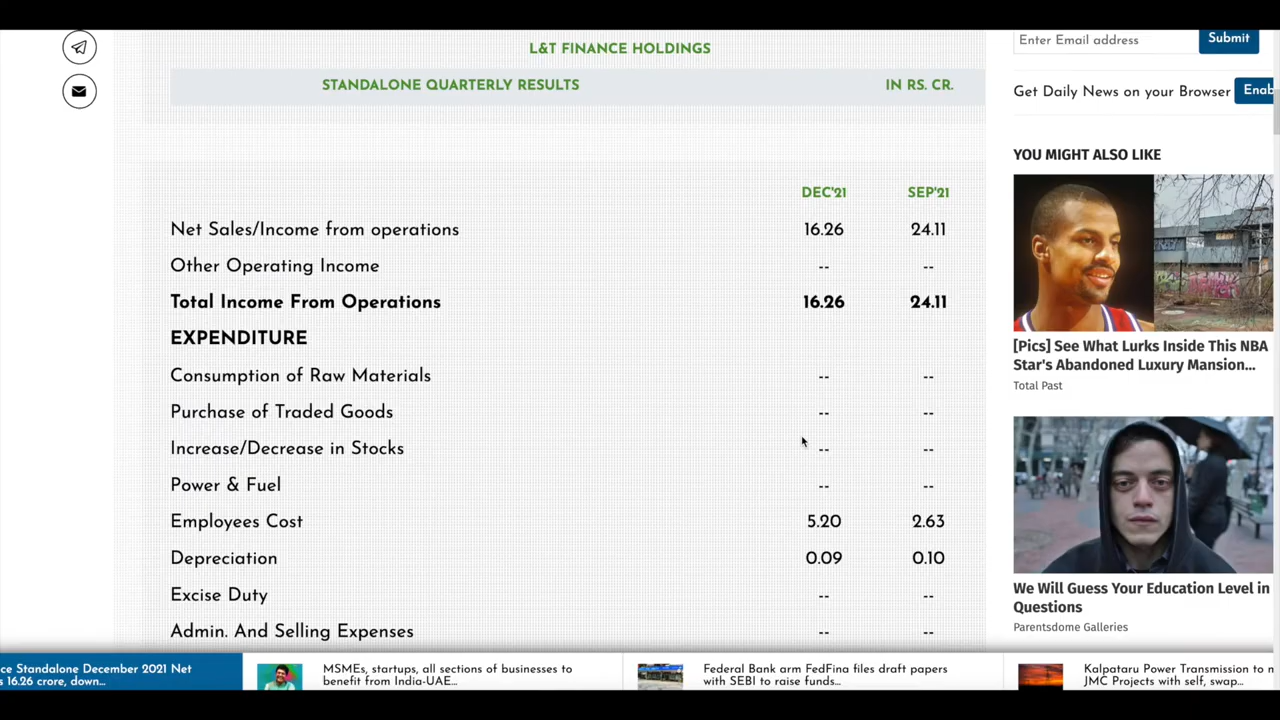 L&T FINANCE HOLDINGS
STANDALONE QUARTERLY RESULTS IN RS. CR.
DEC'21 SEP'21
Net Sales/Income from operations 16.26 24.11
Other Operating Income -- --
Total Income From Operations 16.26 24.11
EXPENDITURE
Consumption of Raw Materials -- --
Purchase of Traded Goods -- --
Increase/Decrease in Stocks -- --
Power & Fuel -- --
Employees Cost 5.20 2.63
Depreciation 0.09 0.10
Excise Duty -- --
Admin. And Selling Expenses -- --
Enter Email address Submit
Get Daily News on your Browser Enab
YOU MIGHT ALSO LIKE
[Pics] See What Lurks Inside This NBA
Star's Abandoned Luxury Mansion...
Total Past
We Will Guess Your Education Level in
Questions
Parentsdome Galleries
ce Standalone December 2021 Net
s 16.26 crore, down...
MSMEs, startups, all sections of businesses to
benefit from India-UAE...
Federal Bank arm FedFina files draft papers
with SEBI to raise funds...
Kalpataru Power Transmission to m
JMC Projects with self, swap...